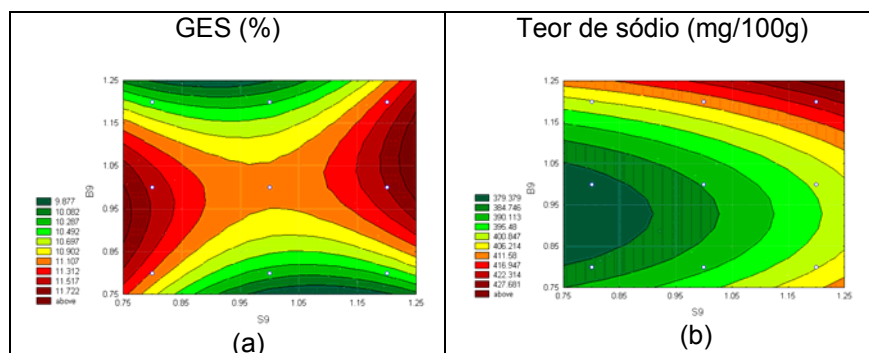 GES (%)
1.25
1.15
1.05
0.95
0.85
0.75
B9
0.75 0.85 0.95 1.05 1.15 1.25
S9
9.877
10.082
10.287
10.492
10.697
10.902
11.107
11.312
11.517
11.722
above
(a)
Teor de sódio (mg/100g)
1.25
1.15
1.05
0.95
0.85
0.75
B9
0.75 0.85 0.95 1.05 1.15 1.25
S9
379.379
384.746
390.113
395.48
400.847
406.214
411.58
416.947
422.314
427.681
above
(b)